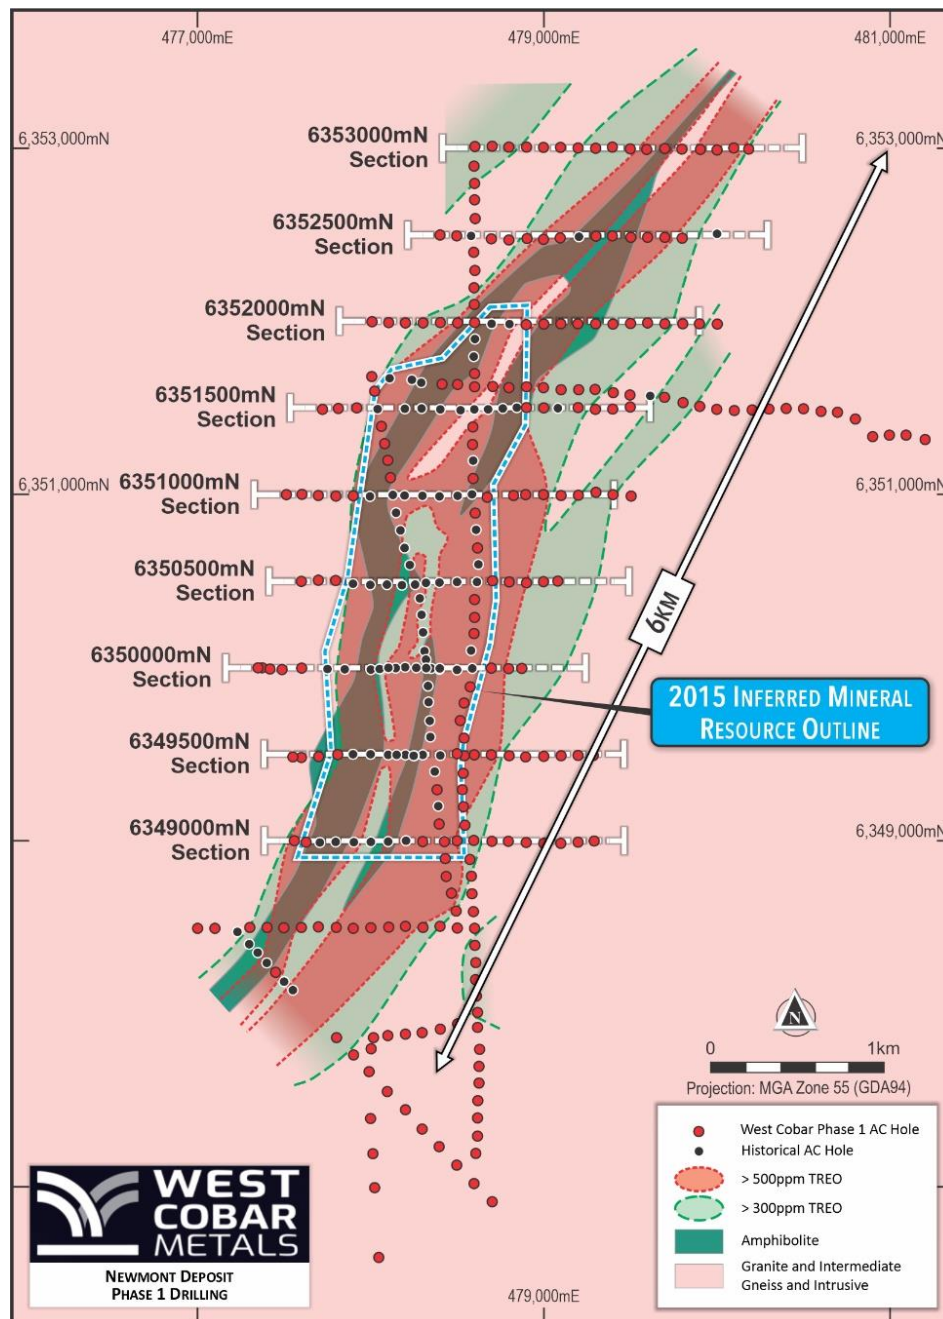 477,000mE
479,000mE
481,000mE
6,353,000mN
6,353,000mN
6353000mN
Section
6352500mN
Section
6352000mN
Section
6351500mN
Section
6,351,000mN
6351000mN
Section
6,351,000mN
6350500mN
Section
6KM
6350000mN
Section
2015 INFERRED MINERAL
RESOURCE OUTLINE
6349500mN
Section
6349000mN
Section
6,349,000mN
N
0 1km
Projection: MGA Zone 55 (GDA94)
West Cobar Phase 1 AC Hole
Historical AC Hole
> 500ppm TREO
> 300ppm TREO
Amphibolite
Granite and Intermediate
Gneiss and Intrusive
WEST
COBAR
METALS
NEWMONT DEPOSIT
PHASE 1 DRILLING
479,000mE